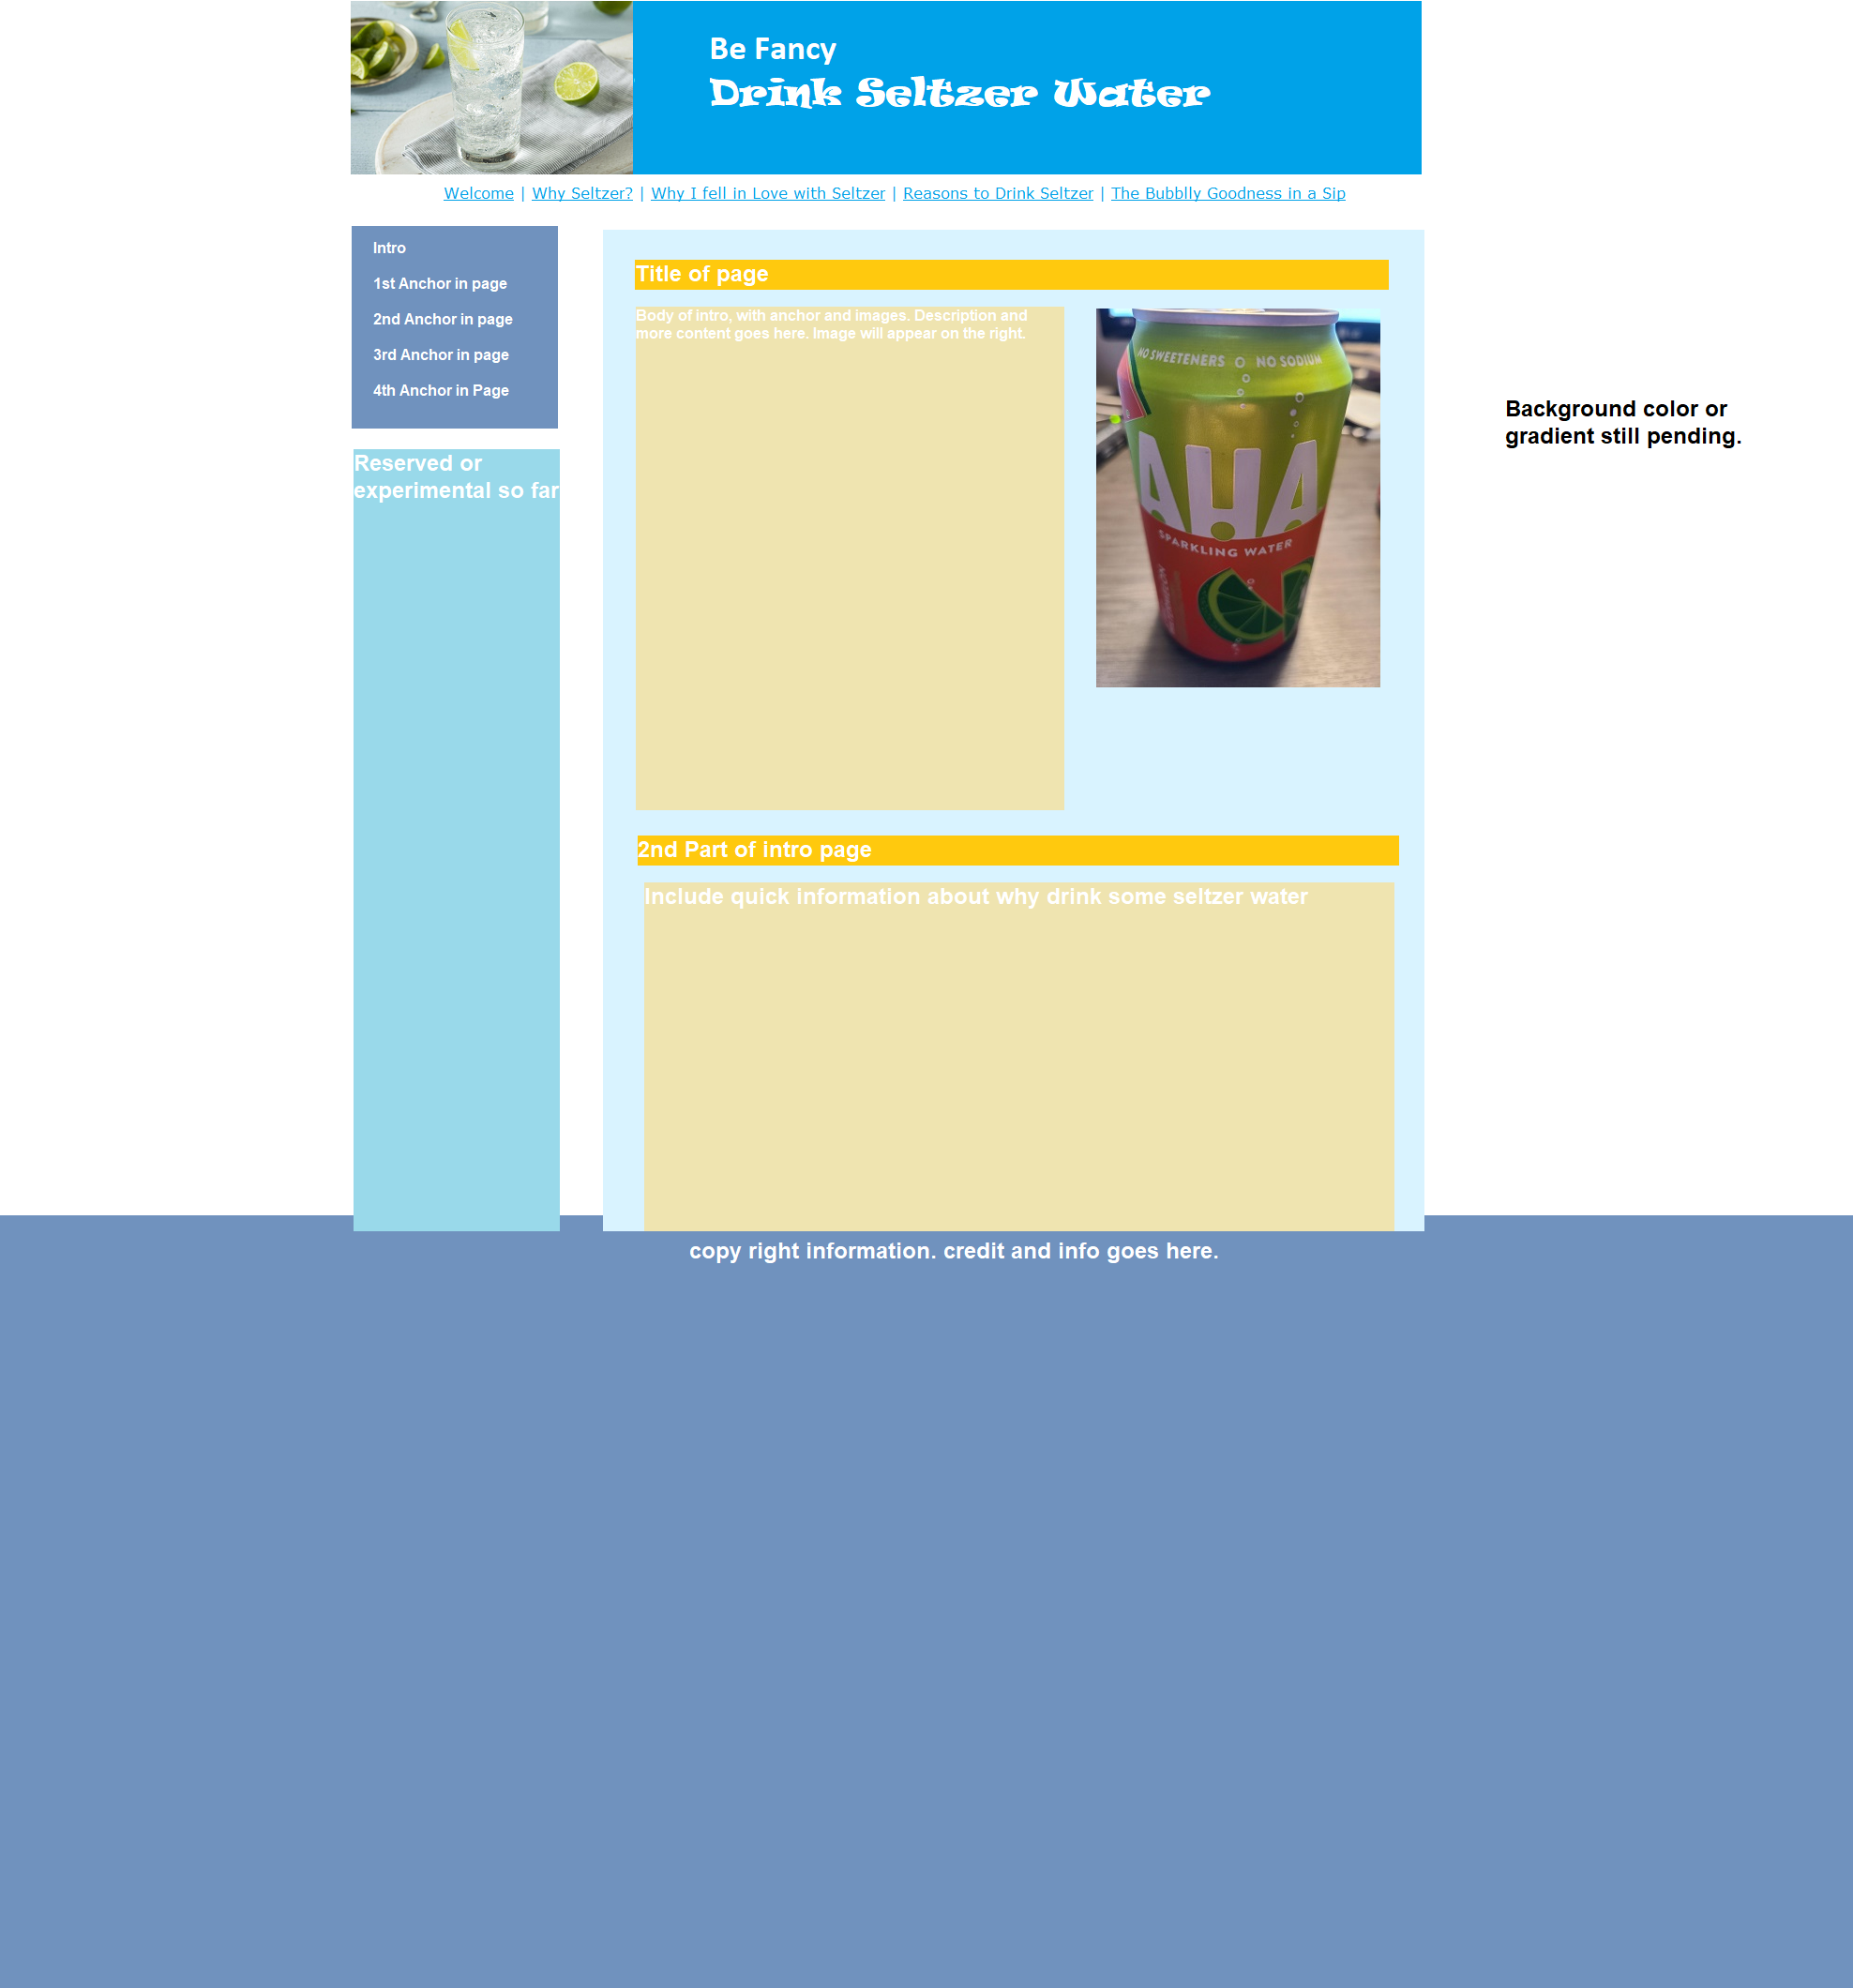 Be Fancy
Drink Seltzer Water
Welcome | Why Seltzer? | Why I fell in Love with Seltzer | Reasons to Drink Seltzer | The Bubblly Goodness in a Sip
Intro
1st Anchor in page
2nd Anchor in page
3rd Anchor in page
4th Anchor in Page
Reserved or
experimental so far
Title of page
Body of intro, with anchor and images. Description and
more content goes here. Image will appear on the right.
NO SWEETENERS NO SODIUM
AHA
SPARKLING WATER
Background color or
gradient still pending.
2nd Part of intro page
Include quick information about why drink some seltzer water
copy right information. credit and info goes here.